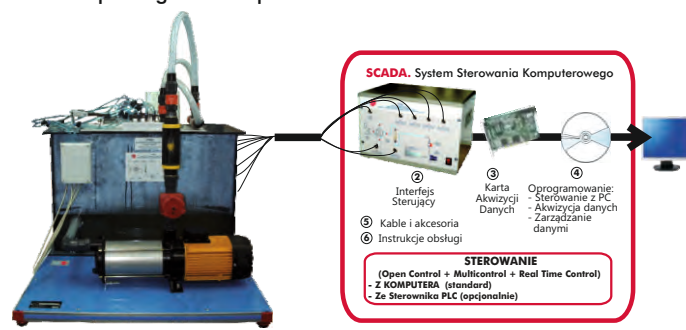 SCADA. System Sterowania Komputerowego
②
Interfejs
Sterujący
③
Karta
Akwizycji
Danych
④
Oprogramowanie:
- Sterowanie z PC
- Akwizycja danych
- Zarządzanie
danymi
⑤ Kable i akcesoria
⑥ Instrukcje obsługi
STEROWANIE
(Open Control + Multicontrol + Real Time Control)
- Z KOMPUTERA (standard)
- Ze Sterownika PLC (opcjonalnie)